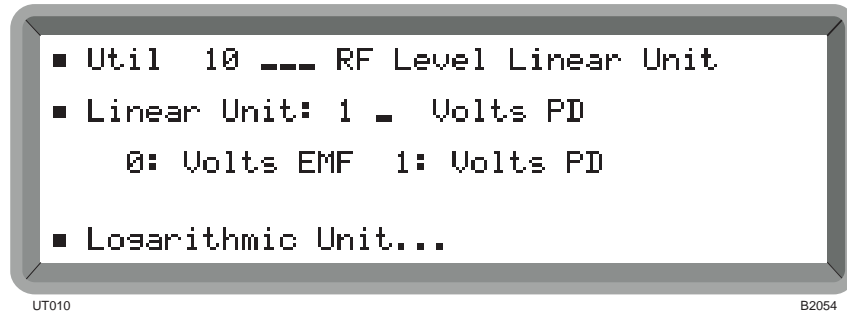 ▪ Util 10 ___ RF Level Linear Unit
▪ Linear Unit: 1 _ Volts PD
0: Volts EMF 1: Volts PD
▪ Logarithmic Unit...
UT010 B2054